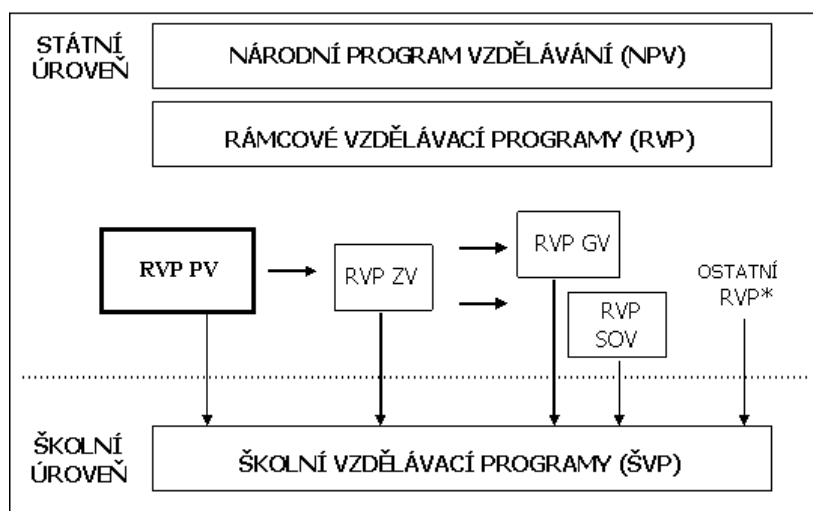 STÁTNÍ
ÚROVEŇ
NÁRODNÍ PROGRAM VZDĚLÁVÁNÍ (NPV)
RÁMCOVÉ VZDĚLÁVACÍ PROGRAMY (RVP)
RVP PV
RVP ZV
RVP GV
RVP
SOV
OSTATNÍ
RVP*
ŠKOLNÍ
ÚROVEŇ
ŠKOLNÍ VZDĚLÁVACÍ PROGRAMY (ŠVP)